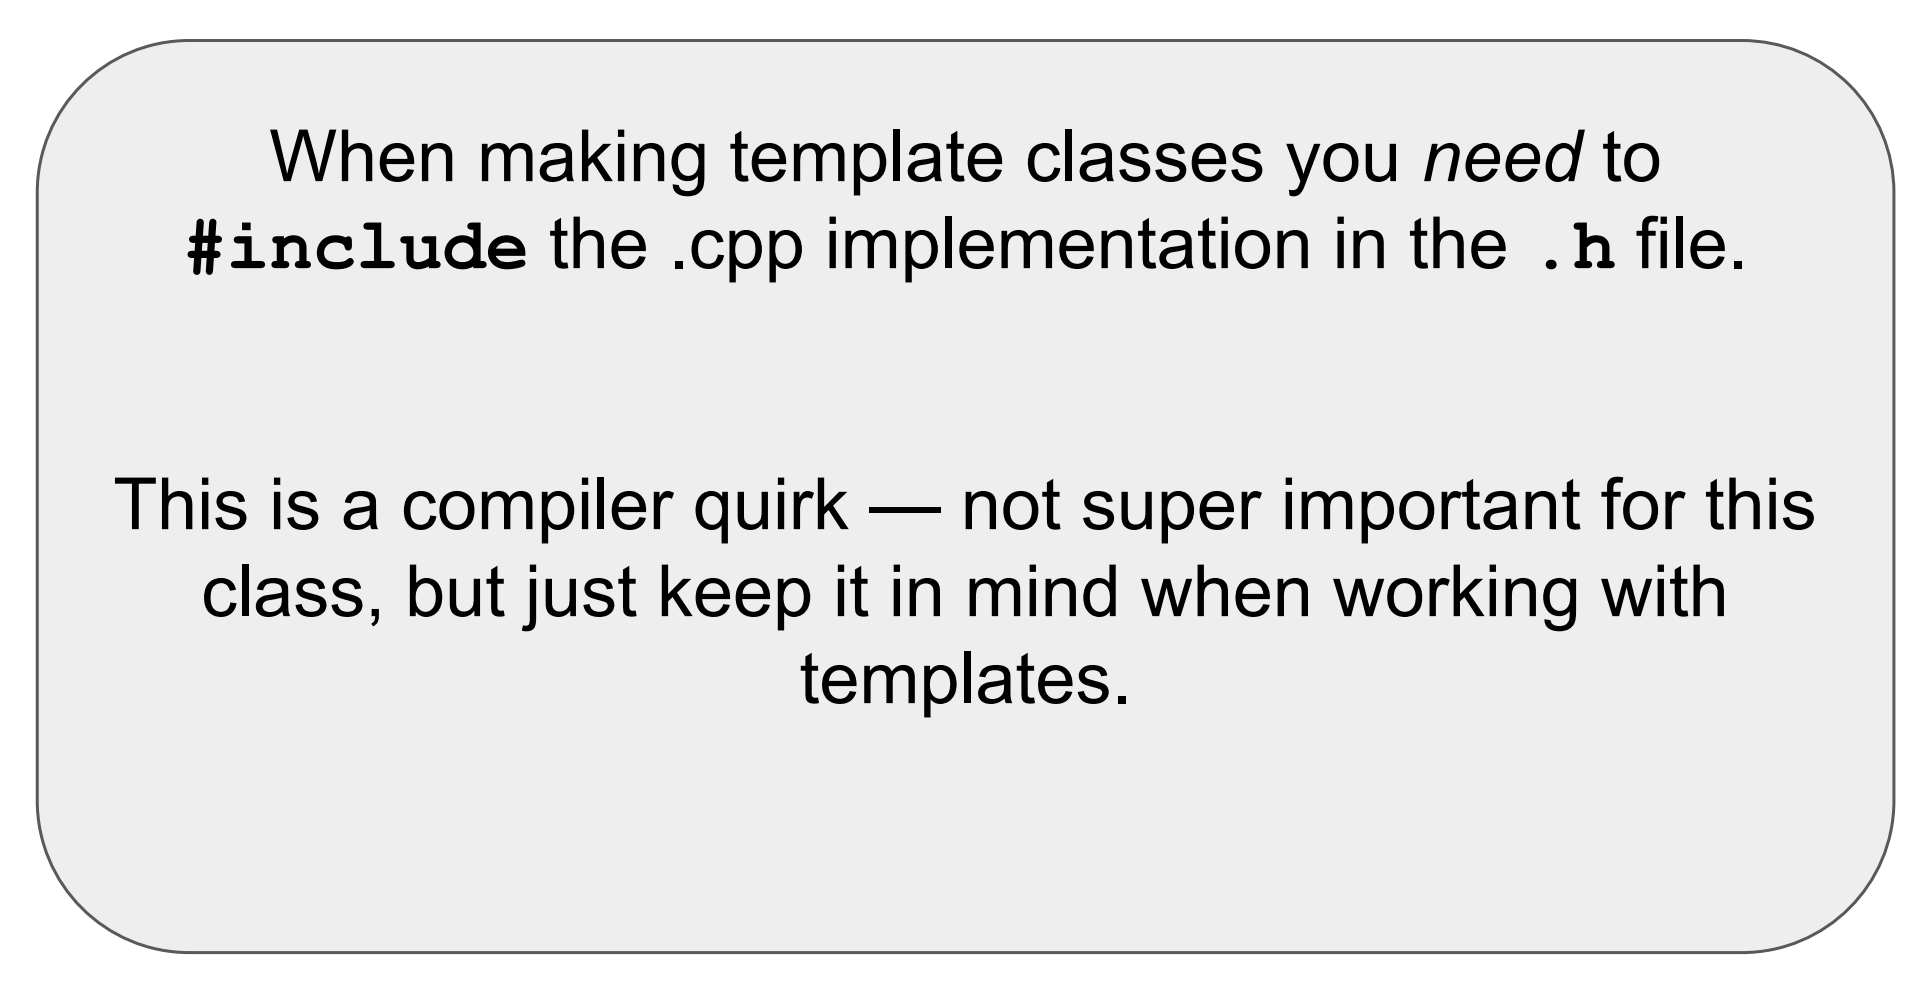 When making template classes you need to
#include the .cpp implementation in the .h file.
This is a compiler quirk — not super important for this
class, but just keep it in mind when working with
templates.